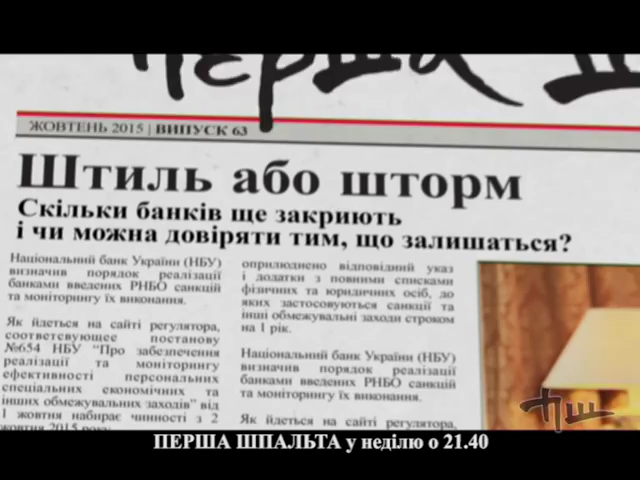 Перша
ЖОВТЕНЬ 2015 | ВИПУСК 63
Штиль або шторм
Скільки банків ще закриють
і чи можна довіряти тим, що залишаться?
Національний банк України (НБУ)
визначив порядок реалізації
банками введених РНБО санкцій
та моніторингу їх виконання.
Як йдеться на сайті регулятора,
соответсвующее постанову
№654 НБУ "Про забезпечення
реалізації та моніторингу
ефективності персональних
спеціальних економічних та
інших обмежувальних заходів" від
1 жовтня набирає чинності з 2
жовтня 2015 року.
оприлюднено відповідний указ
і додатки з повними списками
фізичних та юридичних осіб, до
яких застосовуються санкції та
інші обмежувальні заходи строком
на 1 рік.
Національний банк України (НБУ)
визначив порядок реалізації
банками введених РНБО санкцій
та моніторингу їх виконання.
Як йдеться на сайті регулятора,
ПШ
ПЕРША ШПАЛЬТА у неділю о 21.40